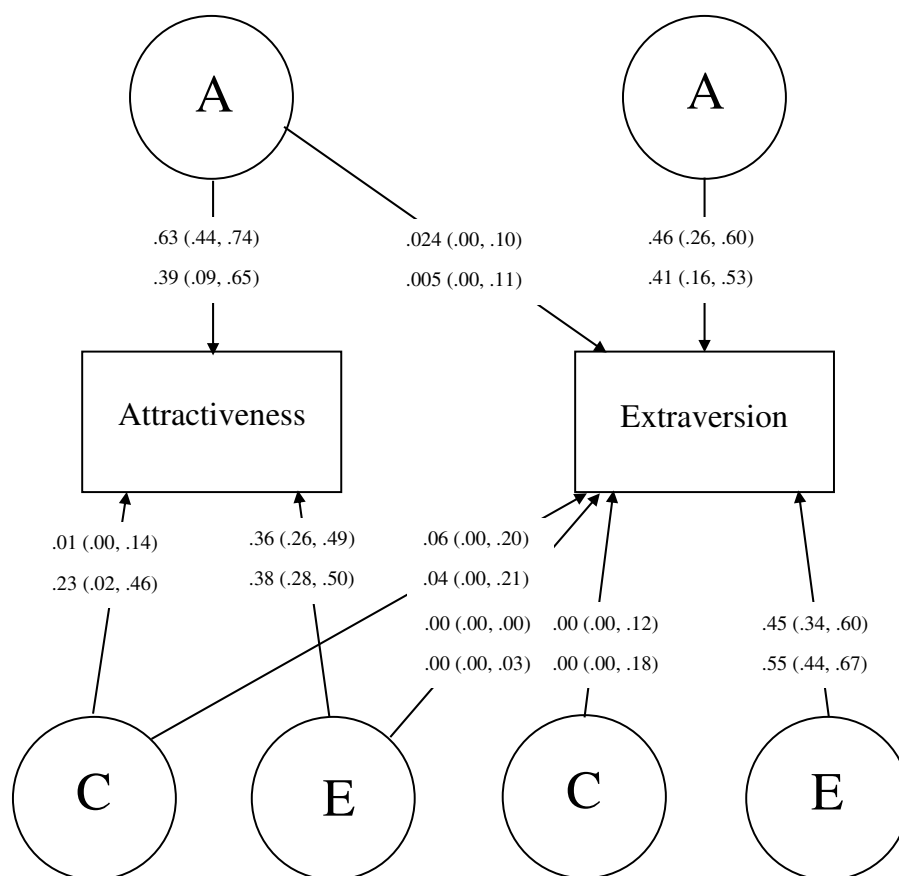 A
A
.63 (.44, .74)
.39 (.09, .65)
.024 (.00, .10)
.005 (.00, .11)
.46 (.26, .60)
.41 (.16, .53)
Attractiveness
Extraversion
.01 (.00, .14)
.23 (.02, .46)
.36 (.26, .49)
.38 (.28, .50)
.06 (.00, .20)
.04 (.00, .21)
.00 (.00, .00)
.00 (.00, .03)
.00 (.00, .12)
.00 (.00, .18)
.45 (.34, .60)
.55 (.44, .67)
C
E
C
E